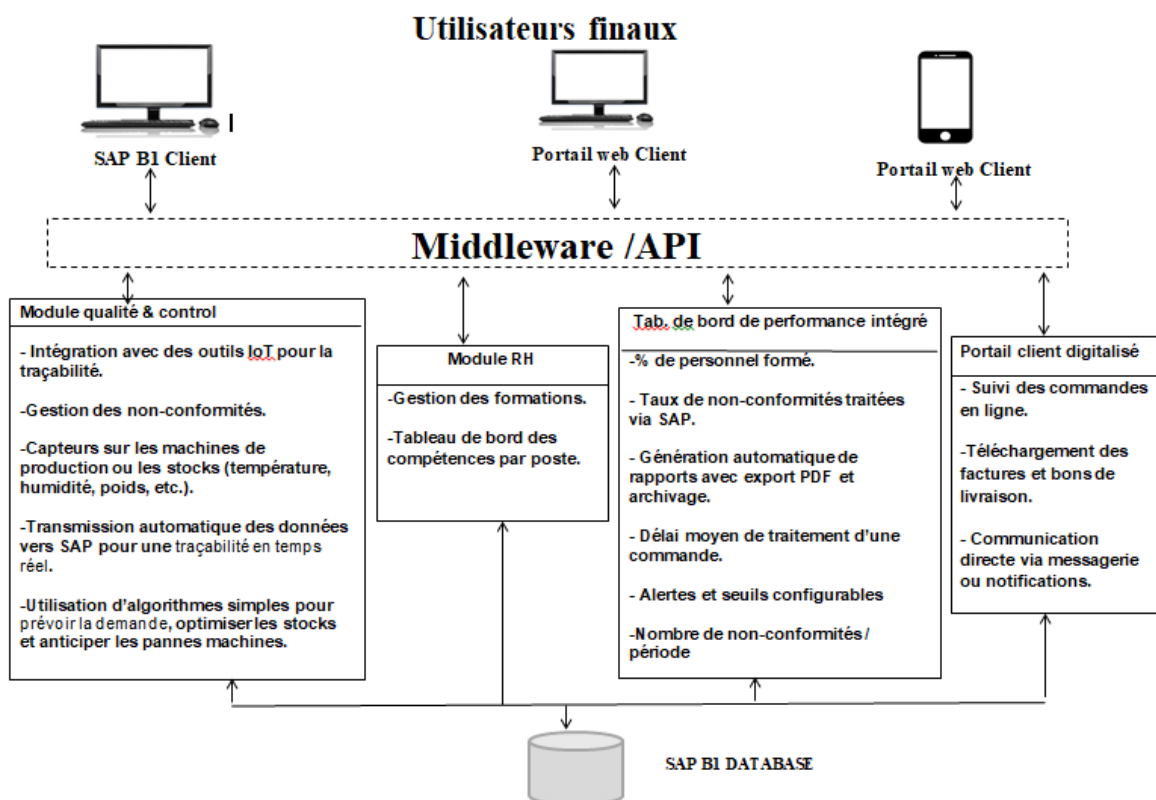 Utilisateurs finaux
SAP B1 Client
Portail web Client
Portail web Client
Middleware /API
Module qualité & control
- Intégration avec des outils IoT pour la
traçabilité.
-Gestion des non-conformités.
-Capteurs sur les machines de
production ou les stocks (température,
humidité, poids, etc.).
-Transmission automatique des données
vers SAP pour une traçabilité en temps
réel.
-Utilisation d'algorithmes simples pour
prévoir la demande, optimiser les stocks
et anticiper les pannes machines.
Module RH
-Gestion des formations.
-Tableau de bord des
compétences par poste.
Tab. de bord de performance intégré
-% de personnel formé.
- Taux de non-conformités traitées
via SAP.
- Génération automatique de
rapports avec export PDF et
archivage.
- Délai moyen de traitement d'une
commande.
- Alertes et seuils configurables
-Nombre de non-conformités /
période
Portail client digitalisé
- Suivi des commandes
en ligne.
-Téléchargement des
factures et bons de
livraison.
- Communication
directe via messagerie
ou notifications.
SAP B1 DATABASE